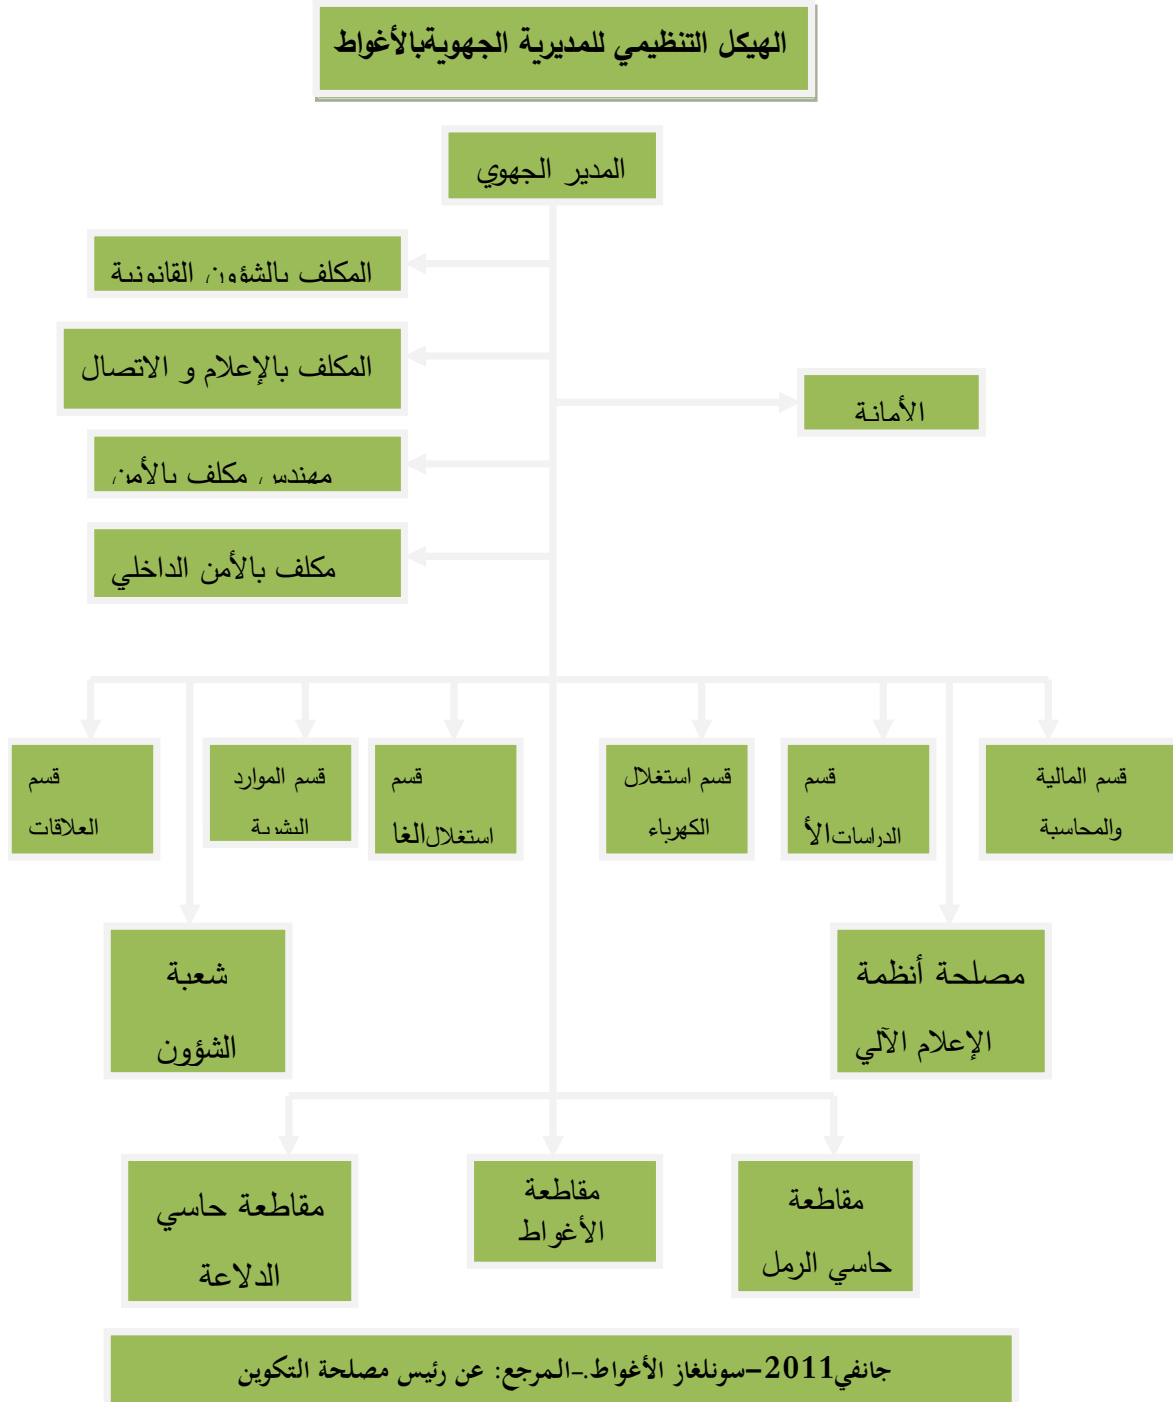 الهيكل التنظيمي للمديرية الجهويةبالأغواط
المدير الجهوي
المكلف بالشؤون القانونية
المكلف بالإعلام و الاتصال
الأمانة
مهندس مكلف بالأمن
مكلف بالأمن الداخلي
قسم المالية
والمحاسبة
قسم
الدراسات الأ
قسم استغلال
الكهرباء
قسم
استغلال الغا
قسم الموارد
البشرية
قسم
العلاقات
مصلحة أنظمة
الإعلام الآلي
شعبة
الشؤون
مقاطعة
حاسي الرمل
مقاطعة
الأغواط
مقاطعة حاسي
الدلاعة
جانفي2011-سونلغاز الأغواط.-المرجع: عن رئيس مصلحة التكوين